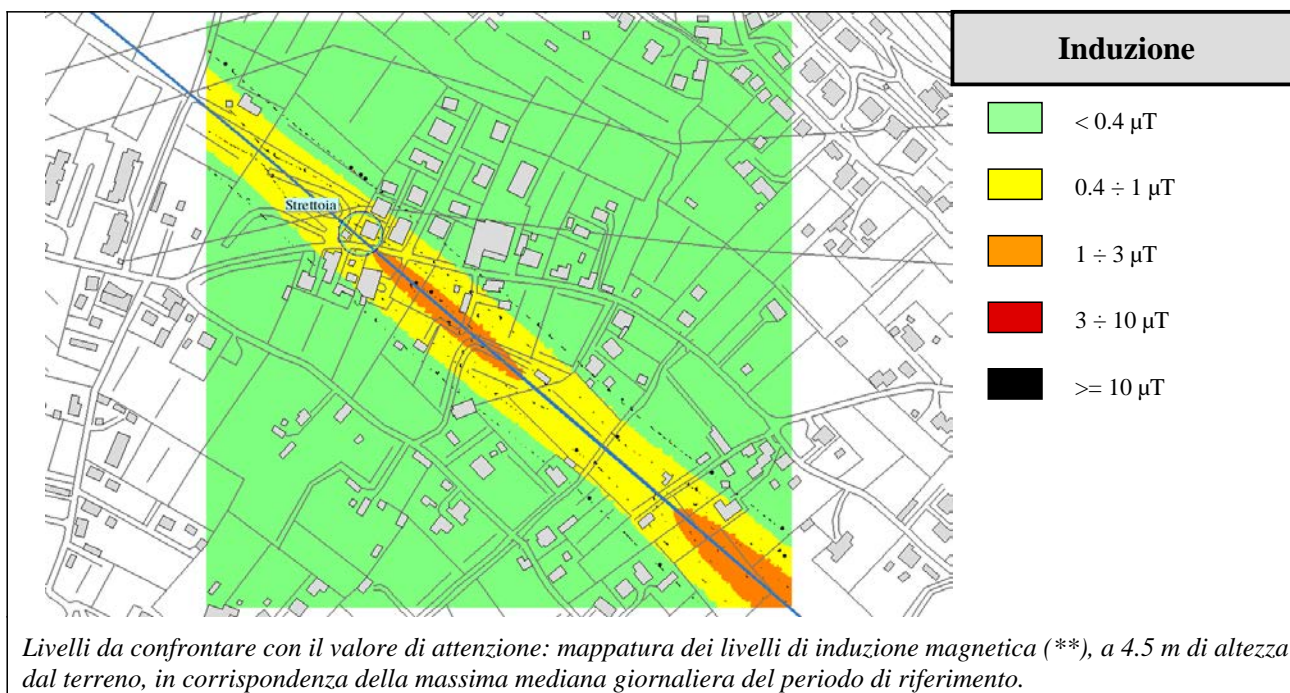 Induzione
< 0.4 µT
0.4 ÷ 1 µT
1 ÷ 3 µT
3 ÷ 10 µT
>= 10 µT
Strettoia
Livelli da confrontare con il valore di attenzione: mappatura dei livelli di induzione magnetica (**), a 4.5 m di altezza
dal terreno, in corrispondenza della massima mediana giornaliera del periodo di riferimento.